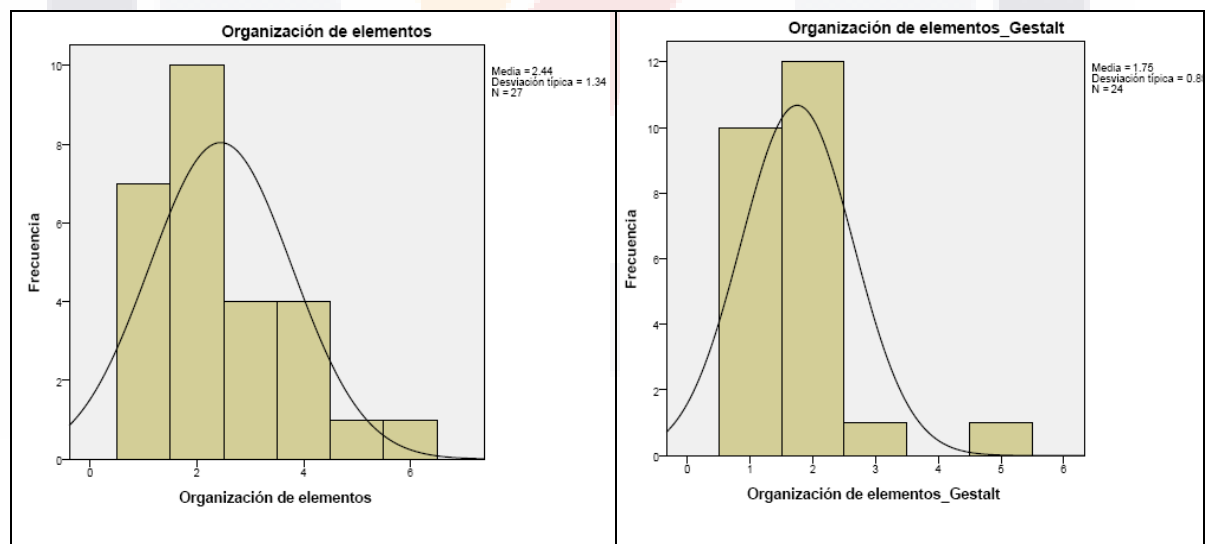 Organización de elementos
Media =2.44
Desviación típica =1.34
N =27
10
8
6
4
2
0
Frecuencia
0 2 4 6
Organización de elementos
Organización de elementos_Gestalt
Media =1.75
Desviación típica
N =24
12
10
8
6
4
2
0
Frecuencia
0 1 2 3 4 5 6
Organización de elementos_Gestalt